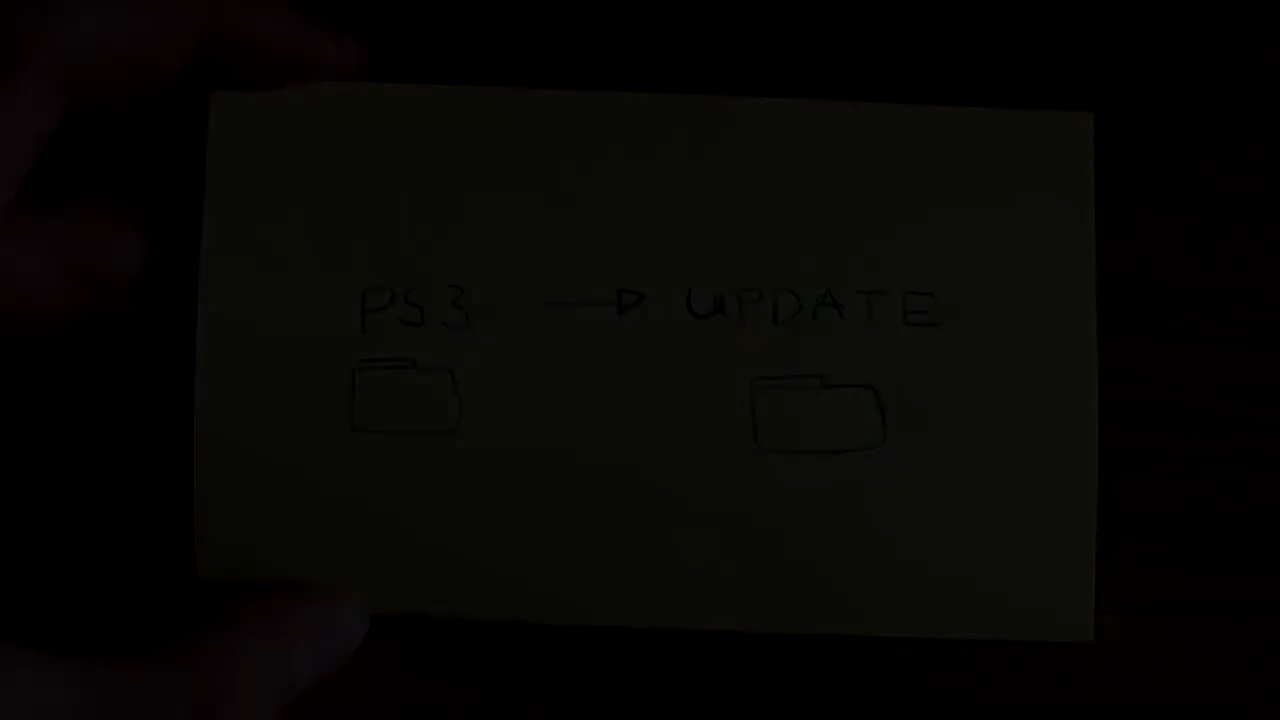 PS3 → UPDATE